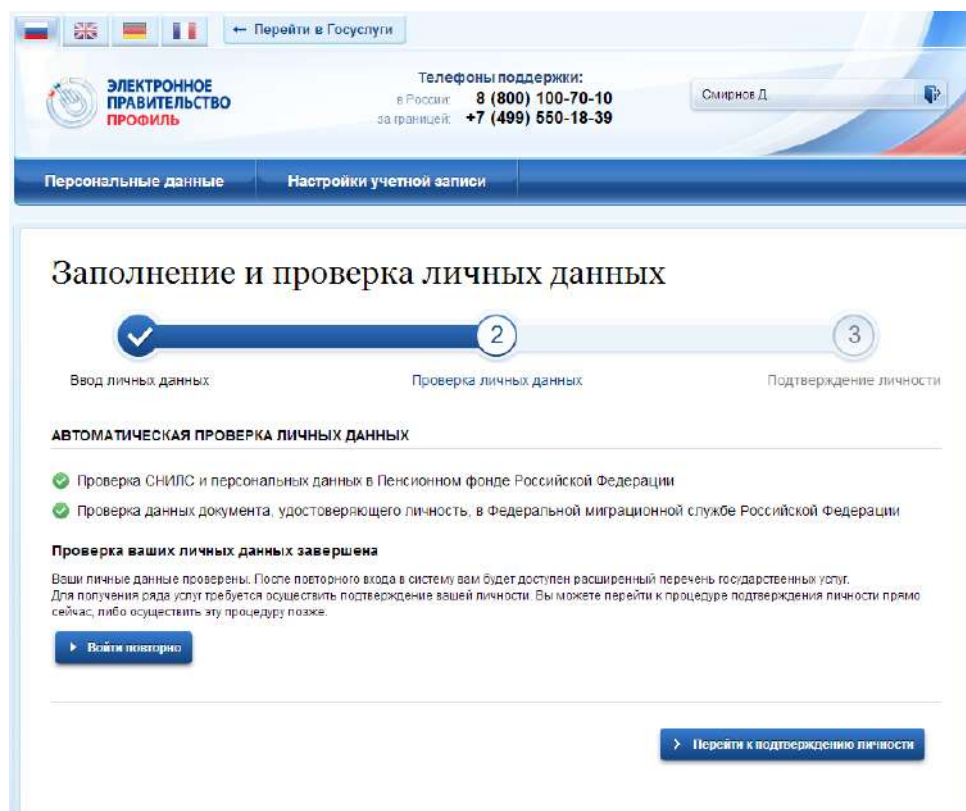 ← Перейти в Госуслуги
ЭЛЕКТРОННОЕ
ПРАВИТЕЛЬСТВО
ПРОФИЛЬ
Телефоны поддержки:
в России: 8 (800) 100-70-10
за границей: +7 (499) 550-18-39
Смирнов Д
Персональные данные Настройки учетной записи
Заполнение и проверка личных данных
2 3
Ввод личных данных Проверка личных данных Подтверждение личности
АВТОМАТИЧЕСКАЯ ПРОВЕРКА ЛИЧНЫХ ДАННЫХ
Проверка СНИЛС и персональных данных в Пенсионном фонде Российской Федерации
Проверка данных документа, удостоверяющего личность, в Федеральной миграционной службе Российской Федерации
Проверка ваших личных данных завершена
Ваши личные данные проверены. После повторного входа в систему вам будет доступен расширенный перечень государственных услуг.
Для получения ряда услуг требуется осуществить подтверждение вашей личности. Вы можете перейти к процедуре подтверждения личности прямо
сейчас, либо осуществить эту процедуру позже.
Войти повторно
Перейти к подтверждению личности